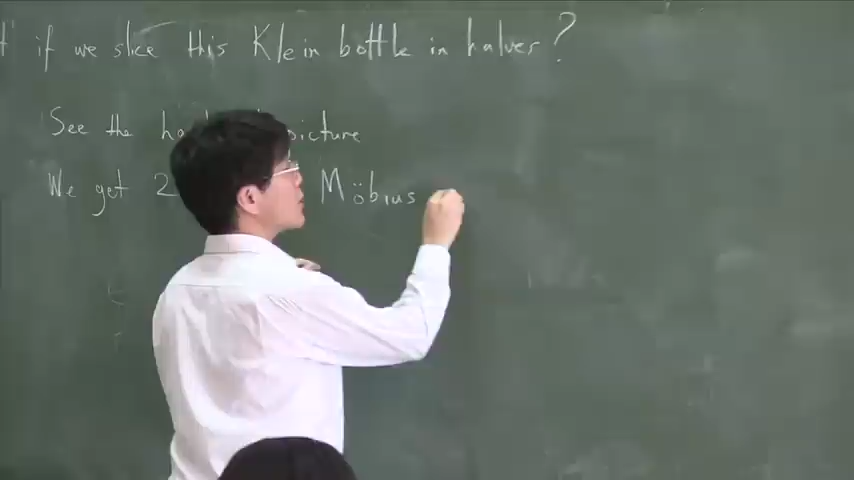 if we slice this Klein bottle in halves?
See the picture
We get 2 Möbius